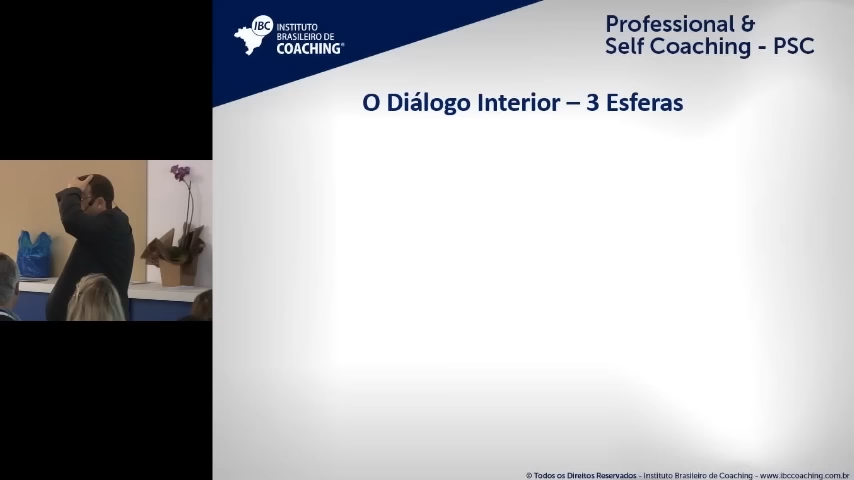 IBC
INSTITUTO
BRASILEIRO DE
COACHING®
Professional &
Self Coaching - PSC
O Diálogo Interior – 3 Esferas
© Todos os Direitos Reservados - Instituto Brasileiro de Coaching - www.ibccoaching.com.br